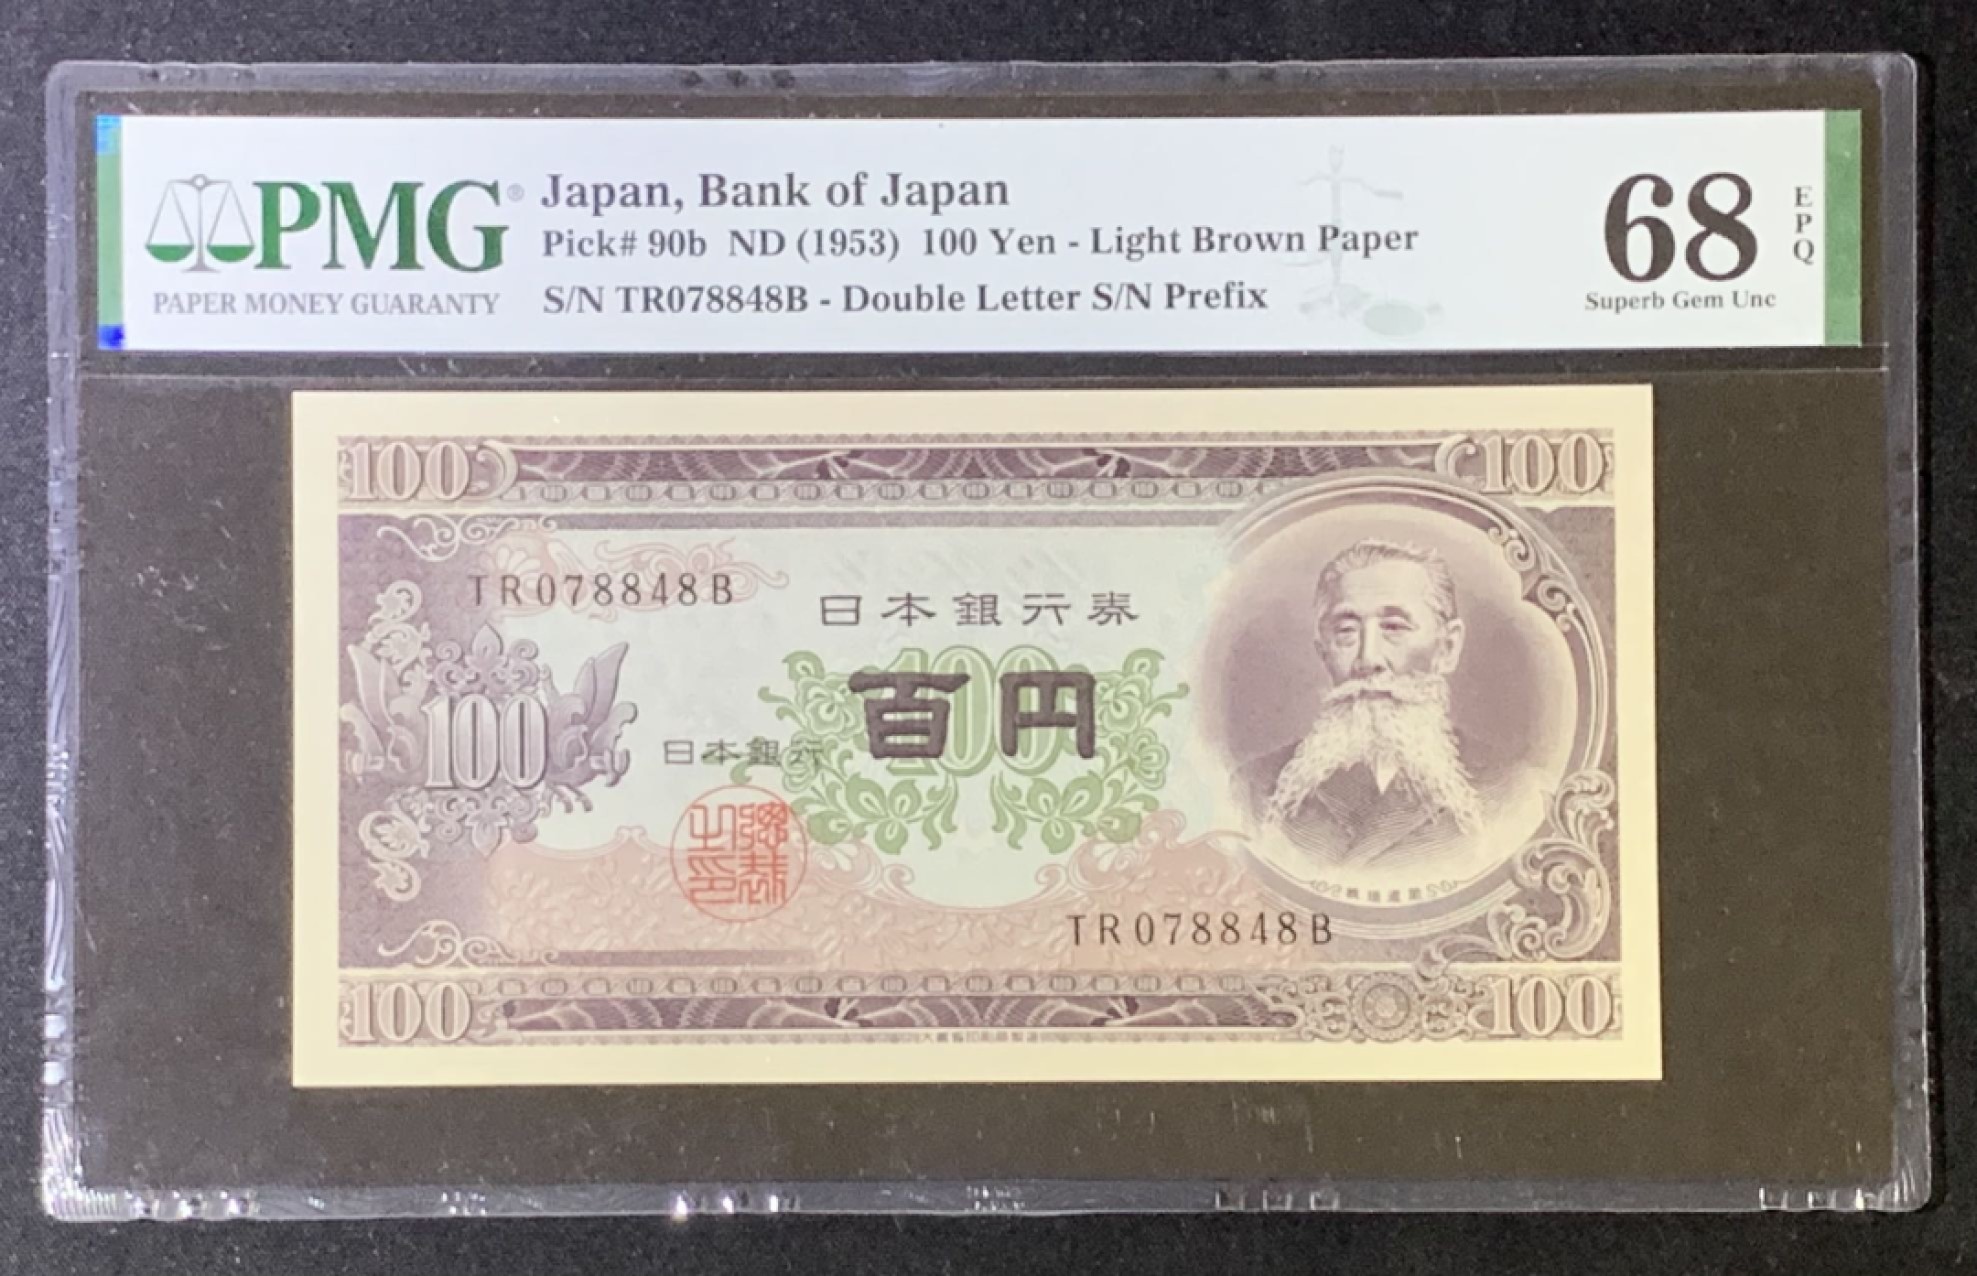 PMG®
PAPER MONEY GUARANTY
Japan, Bank of Japan
Pick# 90b ND (1953) 100 Yen - Light Brown Paper
S/N TR078848B - Double Letter S/N Prefix
68
EPQ
Superb Gem Unc
100
100
TR078848B
日本銀行券
100
100
百円
日本銀行
TR078848B
100
100